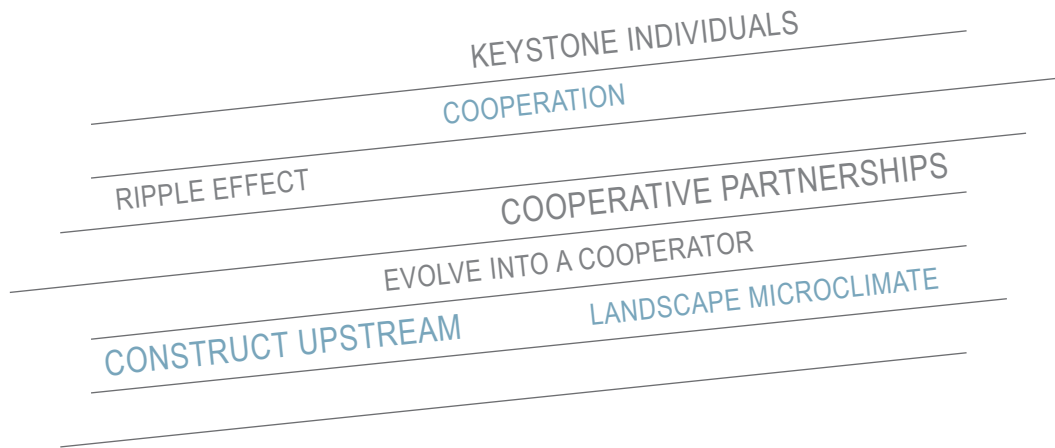 KEYSTONE INDIVIDUALS
COOPERATION
RIPPLE EFFECT
COOPERATIVE PARTNERSHIPS
EVOLVE INTO A COOPERATOR
CONSTRUCT UPSTREAM
LANDSCAPE MICROCLIMATE